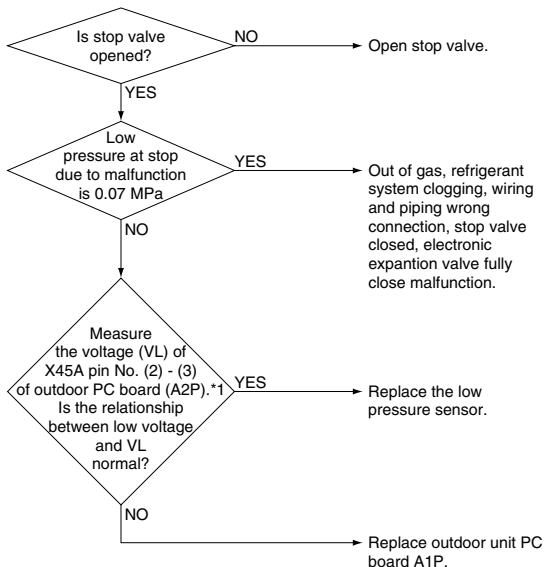 Is stop valve
opened?
NO
Open stop valve.
YES
Low
pressure at stop
due to malfunction
is 0.07 MPa
YES
Out of gas, refrigerant
system clogging, wiring
and piping wrong
connection, stop valve
closed, electronic
expantion valve fully
close malfunction.
NO
Measure
the voltage (VL) of
X45A pin No. (2) - (3)
of outdoor PC board (A2P).*1
Is the relationship
between low voltage
and VL
normal?
YES
Replace the low
pressure sensor.
NO
Replace outdoor unit PC
board A1P.